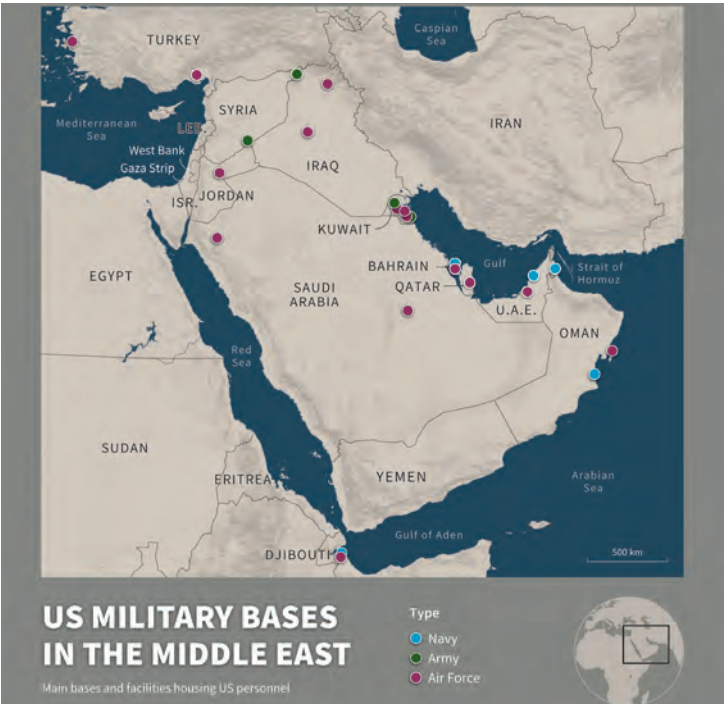 Caspian
Sea
TURKEY
SYRIA
Mediterranean
Sea
LEB.
IRAN
West Bank
Gaza Strip
IRAQ
ISR.
JORDAN
KUWAIT
BAHRAIN
Gulf
Strait of
Hormuz
EGYPT
QATAR
SAUDI
ARABIA
U.A.E.
OMAN
Red
Sea
SUDAN
ERITREA
YEMEN
Arabian
Sea
Gulf of Aden
DJIBOUTI
500 km
US MILITARY BASES
IN THE MIDDLE EAST
Main bases and facilities housing US personnel
Type
Navy
Army
Air Force